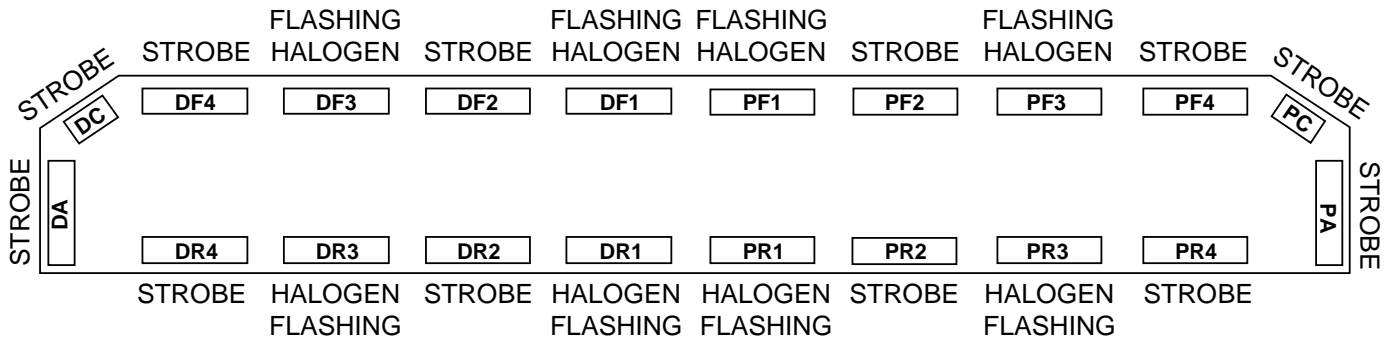 FLASHING FLASHING FLASHING FLASHING
STROBE STROBE HALOGEN STROBE HALOGEN HALOGEN STROBE HALOGEN STROBE STROBE
DC DF4 DF3 DF2 DF1 PF1 PF2 PF3 PF4 PC
STROBE DA PA STROBE
DR4 DR3 DR2 DR1 PR1 PR2 PR3 PR4
STROBE HALOGEN STROBE HALOGEN HALOGEN STROBE HALOGEN STROBE
FLASHING FLASHING FLASHING FLASHING